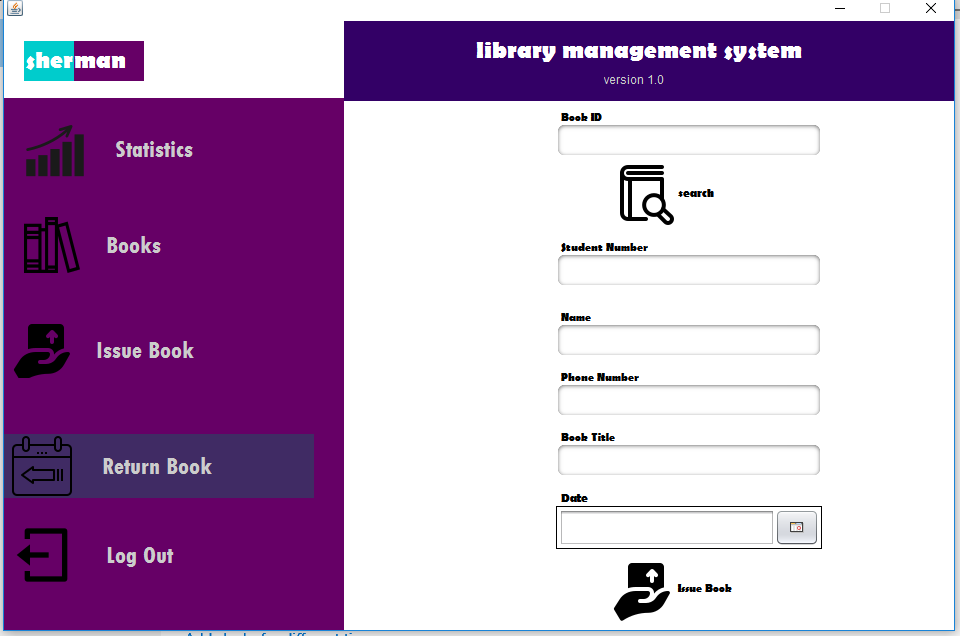 sherman
library management system
version 1.0
Statistics
Books
Issue Book
Return Book
Log Out
Book ID
search
Student Number
Name
Phone Number
Book Title
Date
Issue Book